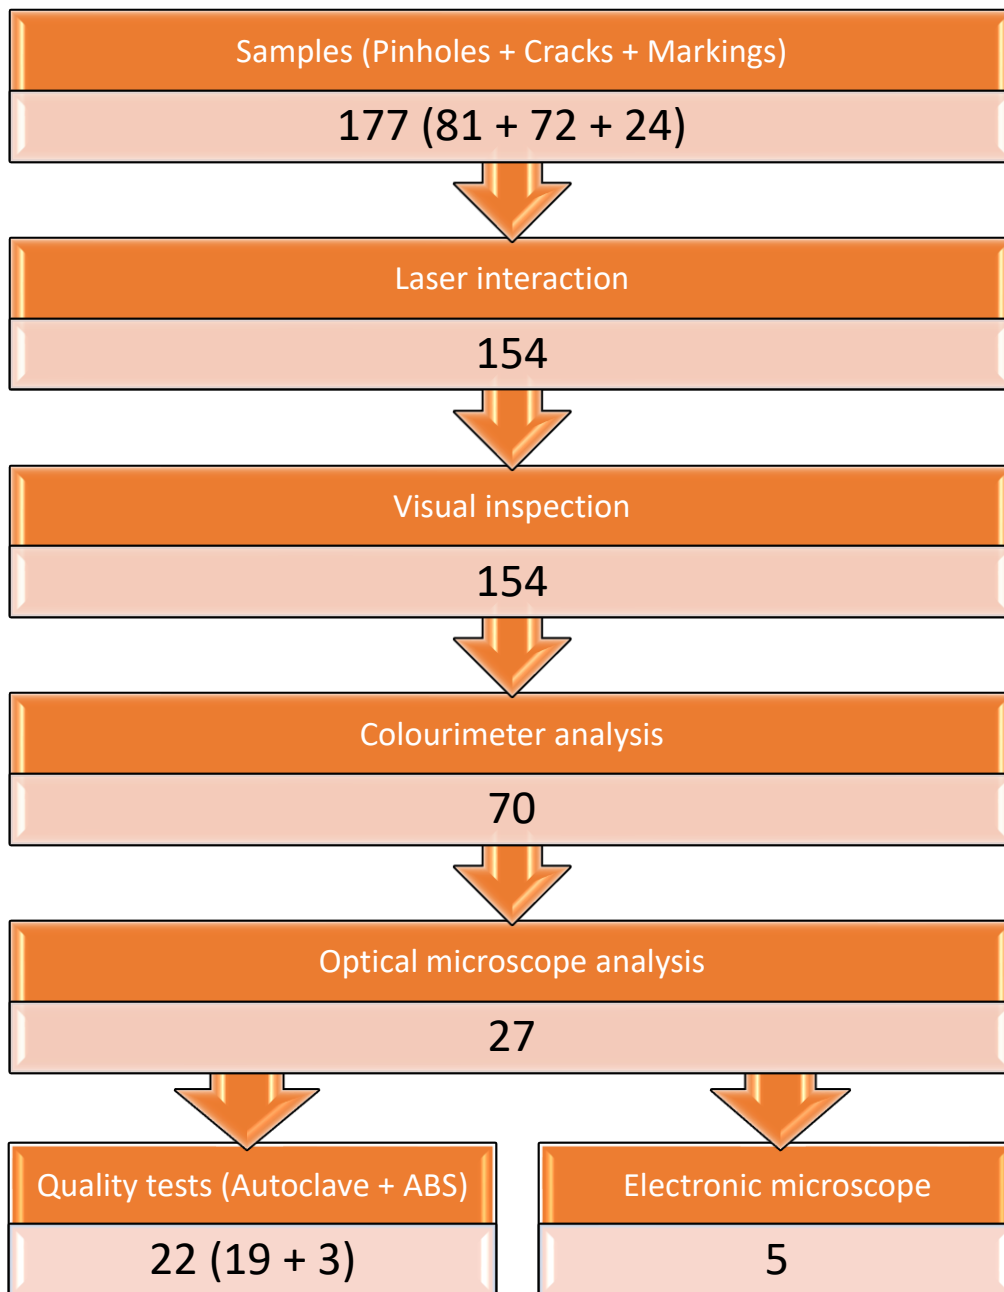 Samples (Pinholes + Cracks + Markings)
177 (81 + 72 + 24)
Laser interaction
154
Visual inspection
154
Colourimeter analysis
70
Optical microscope analysis
27
Quality tests (Autoclave + ABS)
22 (19 + 3)
Electronic microscope
5